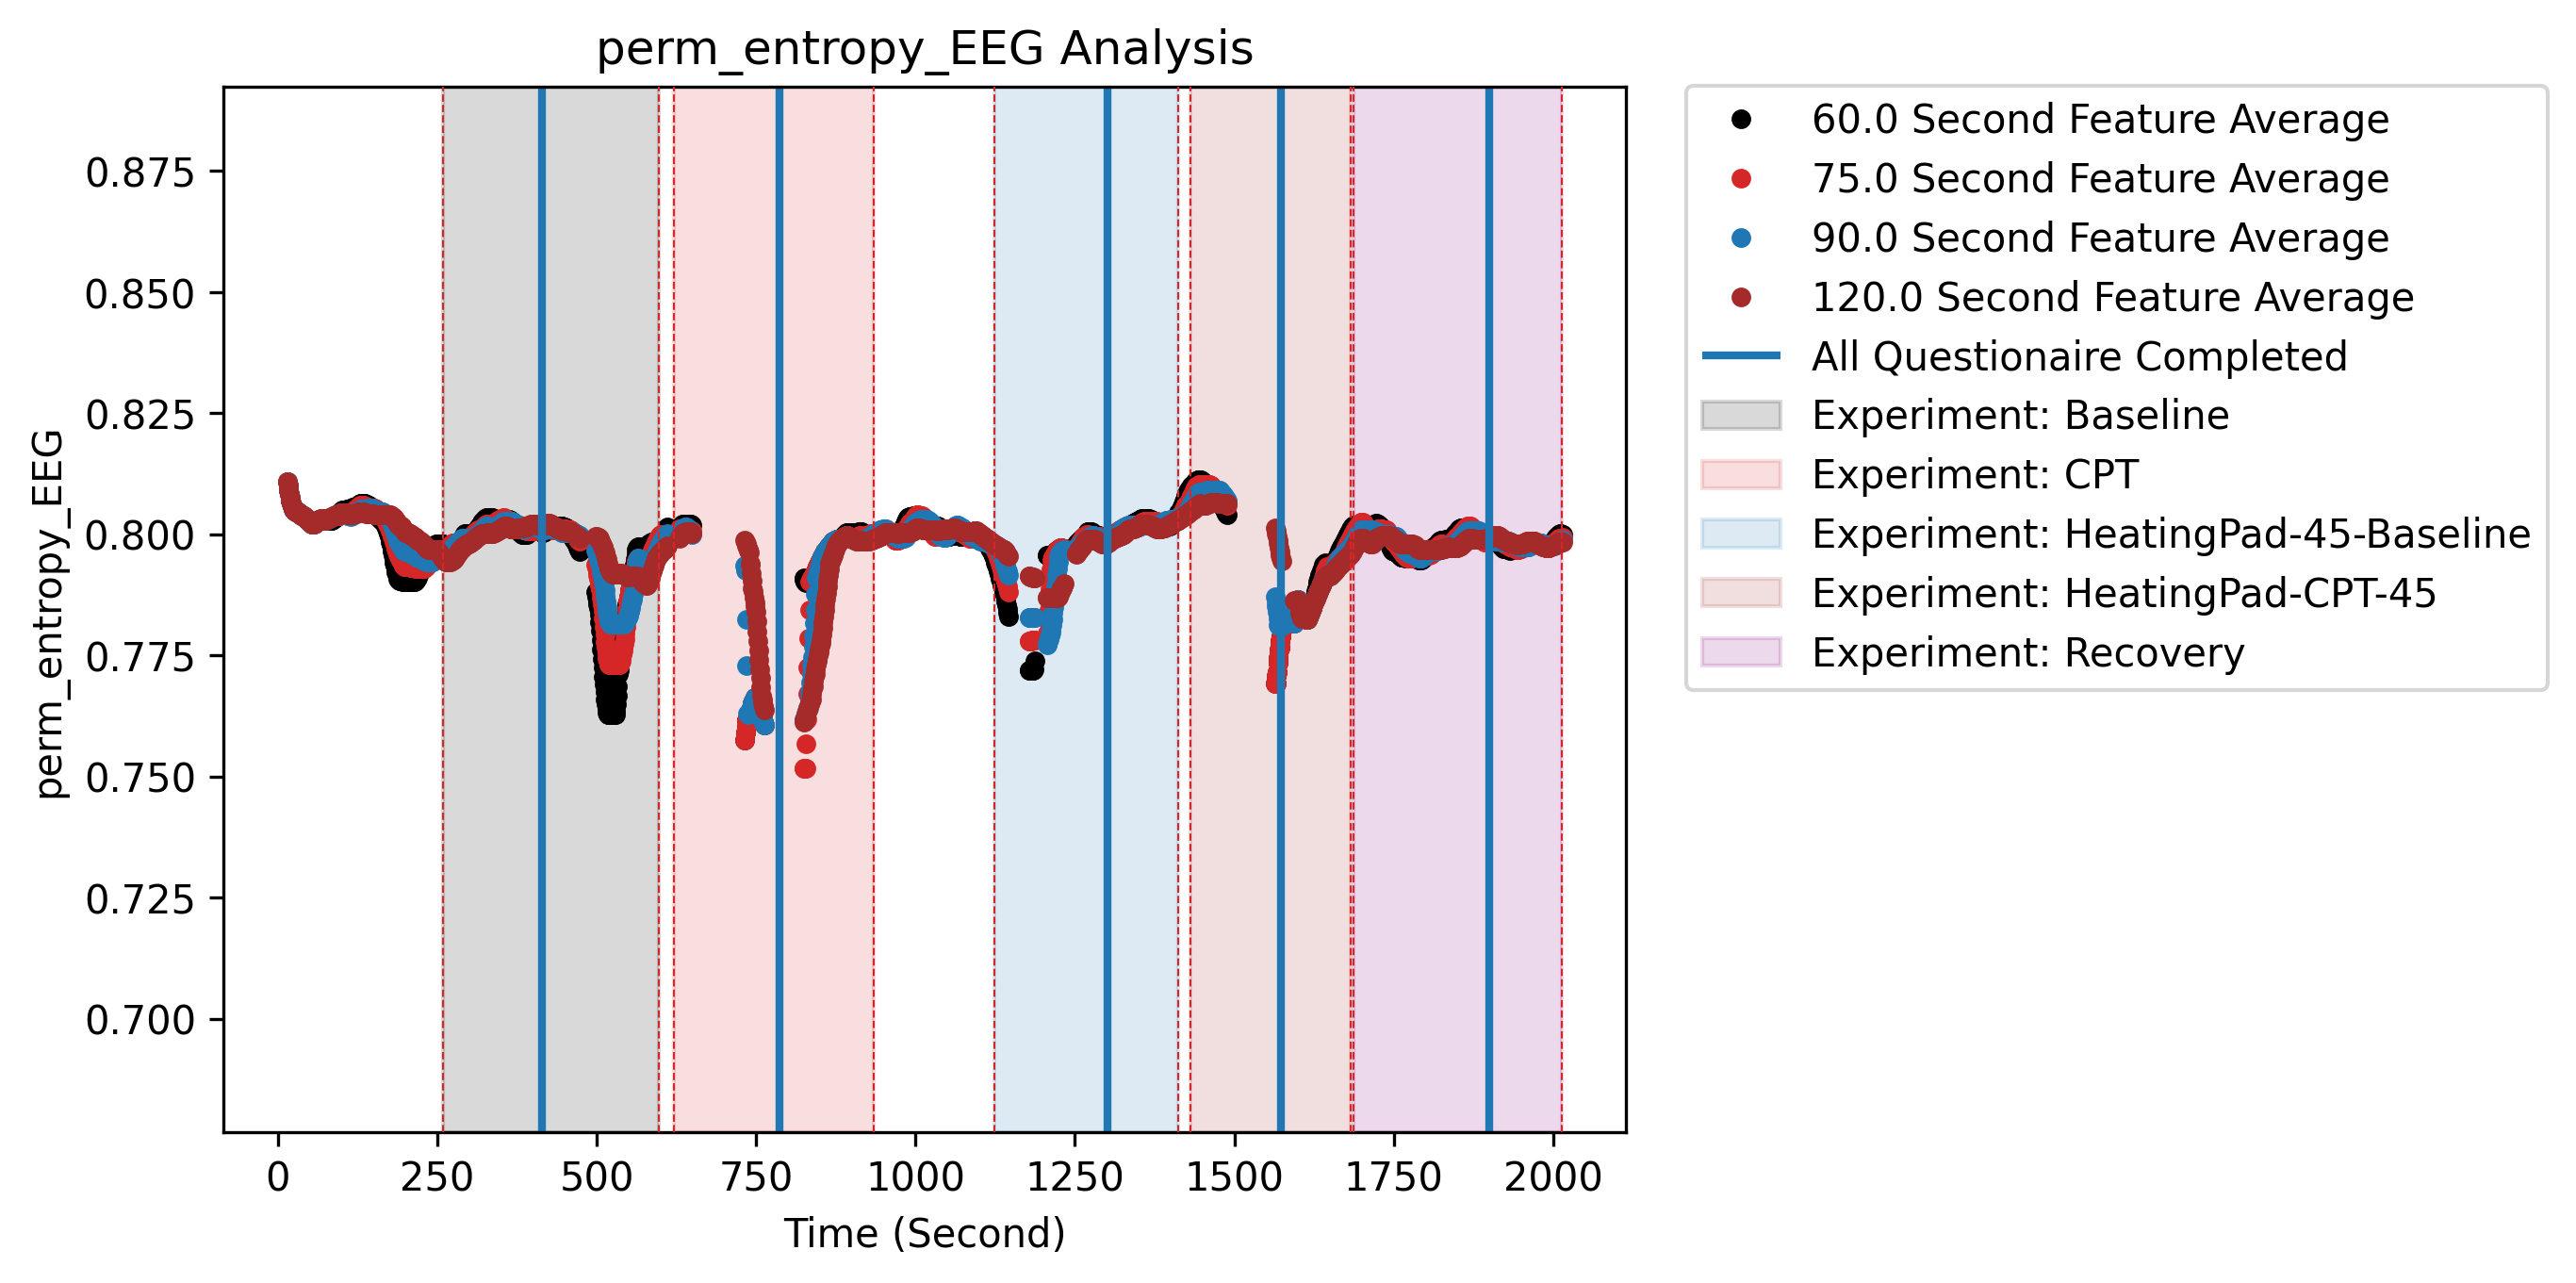 perm_entropy_EEG Analysis
0.875
0.850
0.825
0.800
0.775
0.750
0.725
0.700
perm_entropy_EEG
0 250 500 750 1000 1250 1500 1750 2000
Time (Second)
60.0 Second Feature Average
75.0 Second Feature Average
90.0 Second Feature Average
120.0 Second Feature Average
All Questionaire Completed
Experiment: Baseline
Experiment: CPT
Experiment: HeatingPad-45-Baseline
Experiment: HeatingPad-CPT-45
Experiment: Recovery